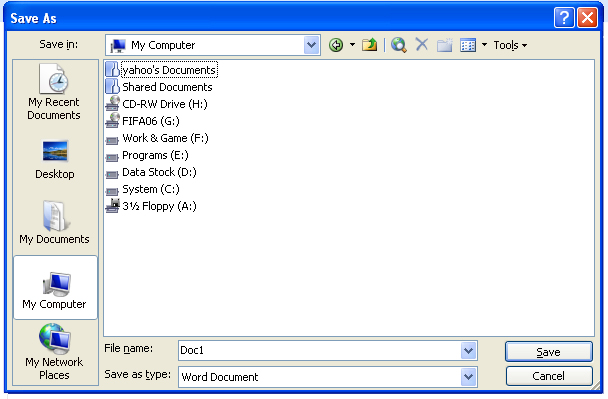 Save As
Save in: My Computer Tools
My Recent
Documents
Desktop
My Documents
My Computer
My Network
Places
yahoo's Documents
Shared Documents
CD-RW Drive (H:)
FIFA06 (G:)
Work & Game (F:)
Programs (E:)
Data Stock (D:)
System (C:)
3½ Floppy (A:)
File name: Doc1 Save
Save as type: Word Document Cancel